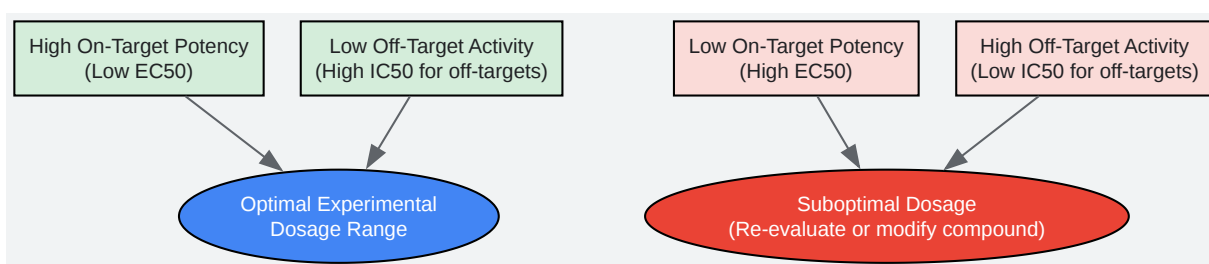 High On-Target Potency
(Low EC50)
Low Off-Target Activity
(High IC50 for off-targets)
Low On-Target Potency
(High EC50)
High Off-Target Activity
(Low IC50 for off-targets)
Optimal Experimental
Dosage Range
Suboptimal Dosage
(Re-evaluate or modify compound)